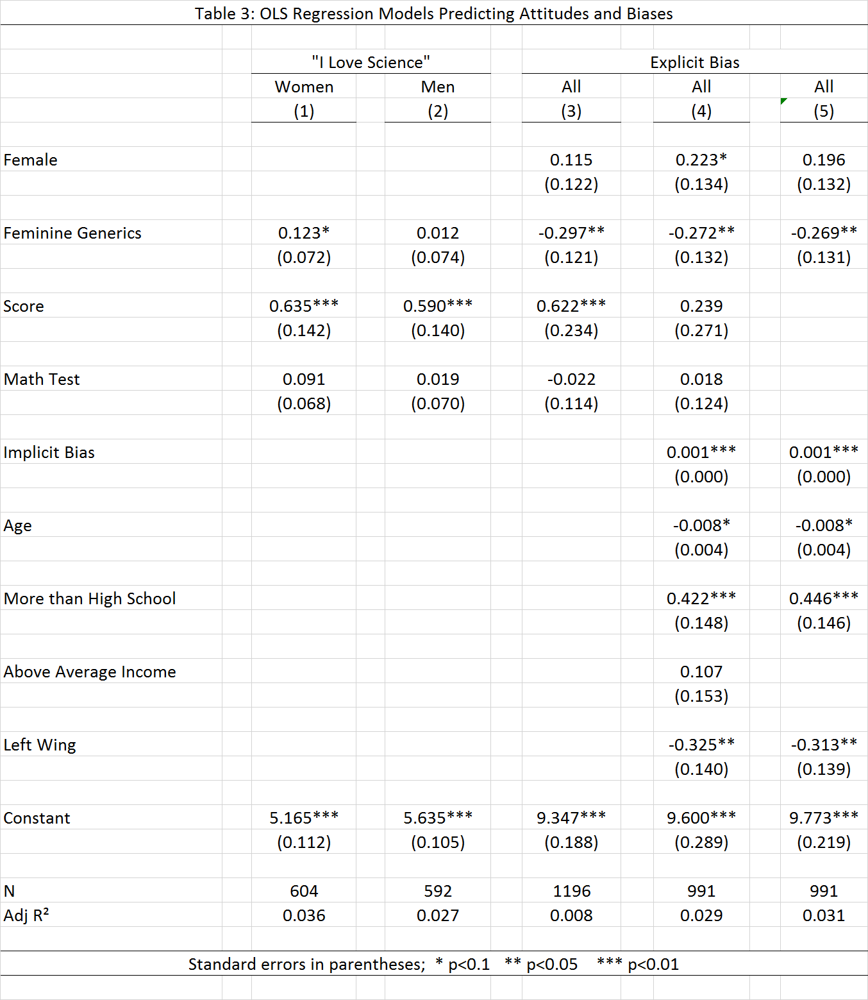 Table 3: OLS Regression Models Predicting Attitudes and Biases
"I Love Science" Explicit Bias
Women Men All All All
(1) (2) (3) (4) (5)
Female 0.115 0.223* 0.196
(0.122) (0.134) (0.132)
Feminine Generics 0.123* 0.012 -0.297** -0.272** -0.269**
(0.072) (0.074) (0.121) (0.132) (0.131)
Score 0.635*** 0.590*** 0.622*** 0.239
(0.142) (0.140) (0.234) (0.271)
Math Test 0.091 0.019 -0.022 0.018
(0.068) (0.070) (0.114) (0.124)
Implicit Bias 0.001*** 0.001***
(0.000) (0.000)
Age -0.008* -0.008*
(0.004) (0.004)
More than High School 0.422*** 0.446***
(0.148) (0.146)
Above Average Income 0.107
(0.153)
Left Wing -0.325** -0.313**
(0.140) (0.139)
Constant 5.165*** 5.635*** 9.347*** 9.600*** 9.773***
(0.112) (0.105) (0.188) (0.289) (0.219)
N 604 592 1196 991 991
Adj R² 0.036 0.027 0.008 0.029 0.031
Standard errors in parentheses; * p<0.1 ** p<0.05 *** p<0.01